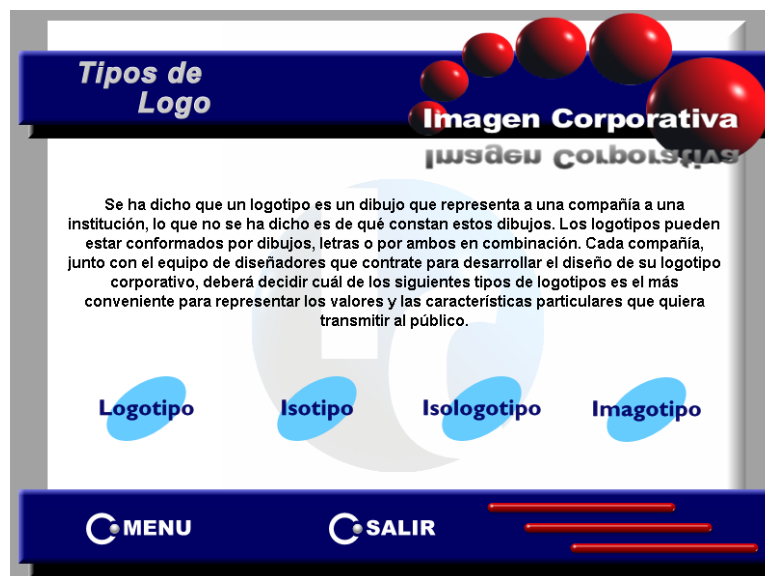 Tipos de
Logo
Imagen Corporativa
Imagen Corporativa
Se ha dicho que un logotipo es un dibujo que representa a una compañía a una
institución, lo que no se ha dicho es de qué constan estos dibujos. Los logotipos pueden
estar conformados por dibujos, letras o por ambos en combinación. Cada compañía,
junto con el equipo de diseñadores que contrate para desarrollar el diseño de su logotipo
corporativo, deberá decidir cuál de los siguientes tipos de logotipos es el más
conveniente para representar los valores y las características particulares que quiera
transmitir al público.
Logotipo
Isotipo
Isologotipo
Imagotipo
MENU
SALIR